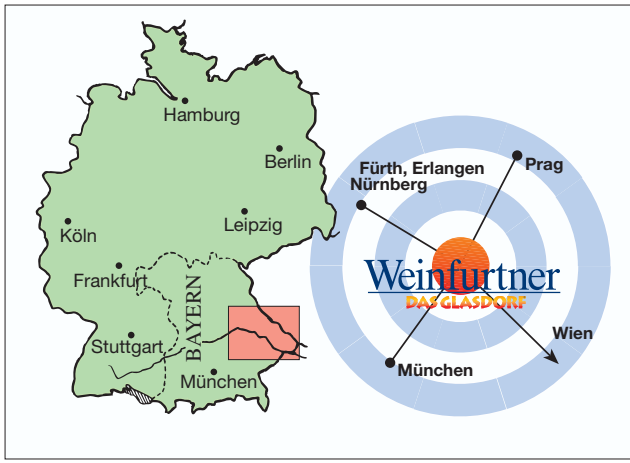 Hamburg
Berlin
Leipzig
Köln
Frankfurt
BAYERN
Stuttgart
München
Fürth, Erlangen
Nürnberg
Prag
Weinfurtner
DAS GLASDORF
Wien
München